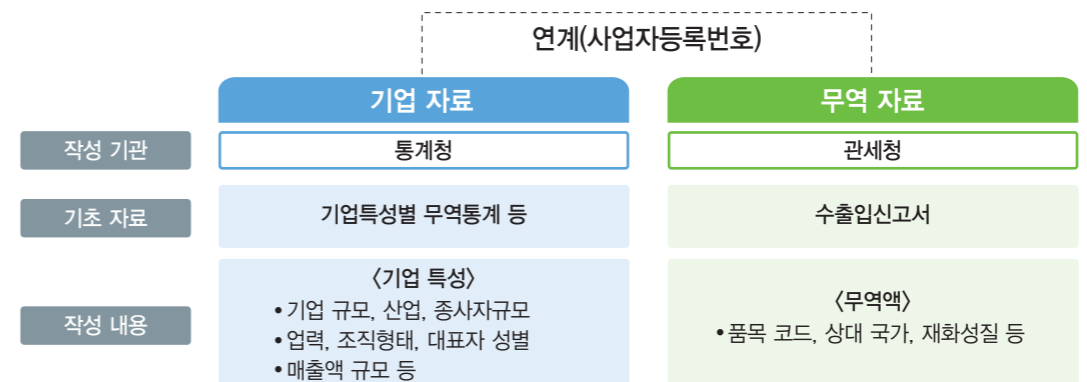 연계(사업자등록번호)
기업 자료
무역 자료
작성 기관
통계청
관세청
기초 자료
기업특성별 무역통계 등
수출입신고서
작성 내용
〈기업 특성〉
•기업 규모, 산업, 종사자규모
•업력, 조직형태, 대표자 성별
•매출액 규모 등
〈무역액〉
•품목 코드, 상대 국가, 재화성질 등